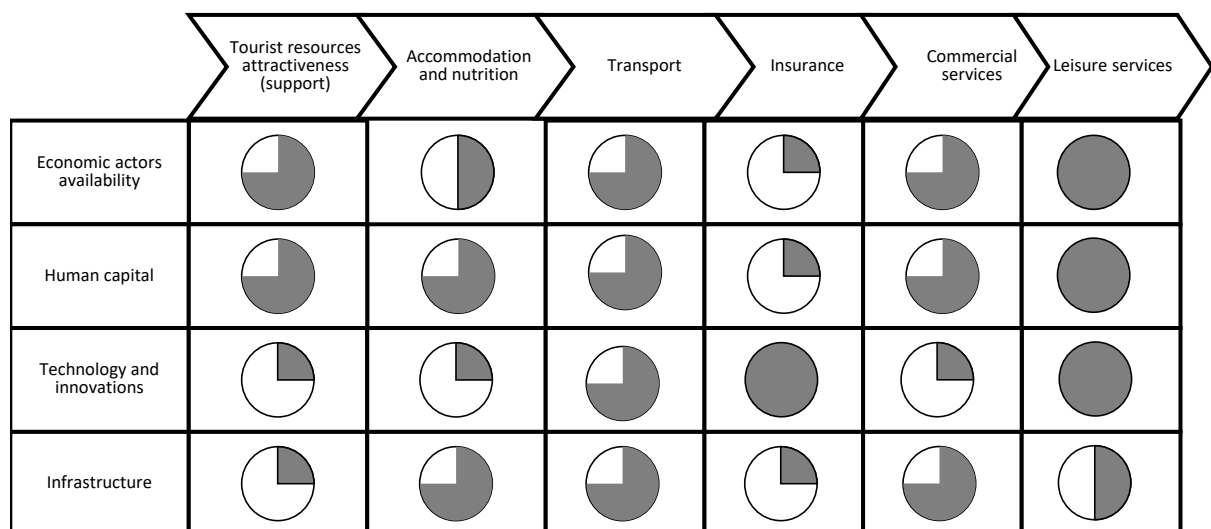 Tourist resources
attractiveness
(support)
Accommodation
and nutrition
Transport
Insurance
Commercial
services
Leisure services
Economic actors
availability
Human capital
Technology and
innovations
Infrastructure